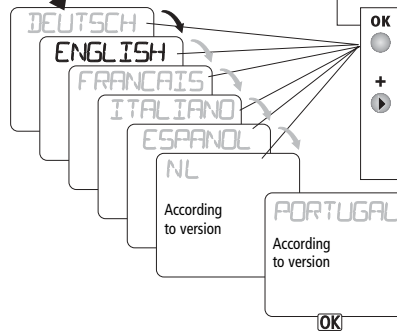 DEUTSCH
ENGLISH
FRANCAIS
ITALIANO
ESPANOL
NL
According
to version
PORTUGAL
According
to version
OK
OK
+